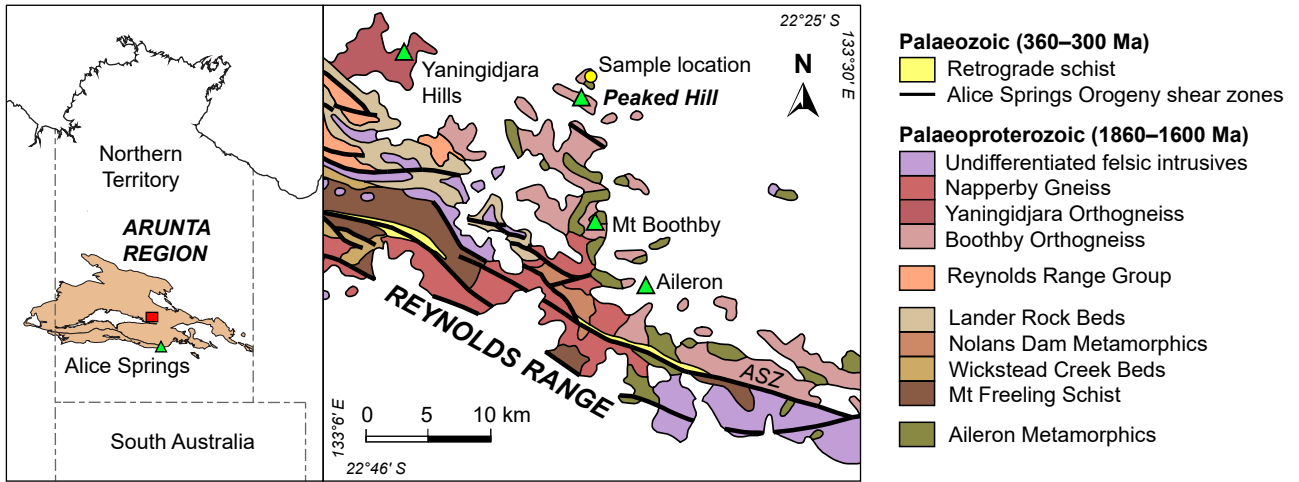 Northern
Territory
ARUNTA
REGION
Alice Springs
South Australia
22°25′ S
133°30′ E
Yaningidjara
Hills
Sample location
Peaked Hill
N
Mt Boothby
Aileron
REYNOLDS RANGE
ASZ
0 5 10 km
133°6′ E
22°46′ S
Palaeozoic (360–300 Ma)
Retrograde schist
Alice Springs Orogeny shear zones
Palaeoproterozoic (1860–1600 Ma)
Undifferentiated felsic intrusives
Napperby Gneiss
Yaningidjara Orthogneiss
Boothby Orthogneiss
Reynolds Range Group
Lander Rock Beds
Nolans Dam Metamorphics
Wickstead Creek Beds
Mt Freeling Schist
Aileron Metamorphics